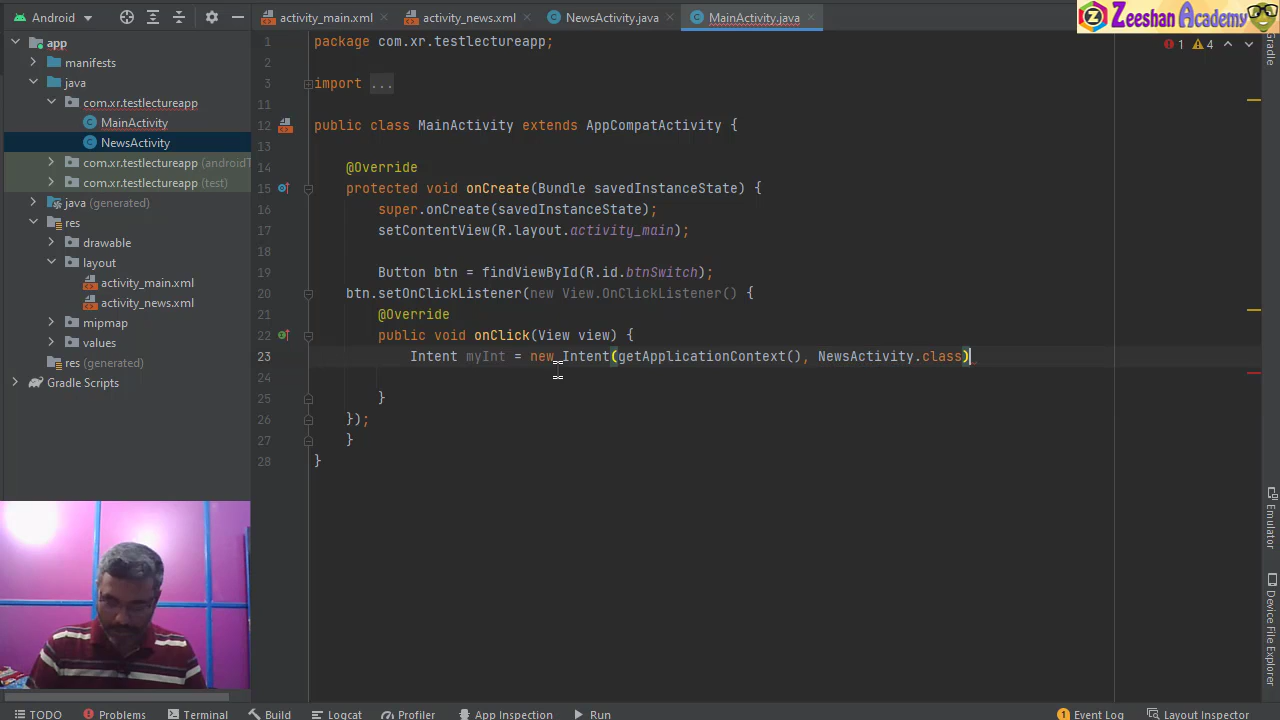 Android
activity_main.xml
activity_news.xml
NewsActivity.java
MainActivity.java
Zeeshan Academy
app
manifests
java
com.xr.testlectureapp
MainActivity
NewsActivity
com.xr.testlectureapp (androidT
com.xr.testlectureapp (test)
java (generated)
res
drawable
layout
activity_main.xml
activity_news.xml
mipmap
values
res (generated)
Gradle Scripts
1 4
1 package com.xr.testlectureapp;
2
3 import ...
11
12 public class MainActivity extends AppCompatActivity {
13
14 @Override
15 protected void onCreate(Bundle savedInstanceState) {
16 super.onCreate(savedInstanceState);
17 setContentView(R.layout.activity_main);
18
19 Button btn = findViewById(R.id.btnSwitch);
20 btn.setOnClickListener(new View.OnClickListener() {
21 @Override
22 public void onClick(View view) {
23 Intent myInt = new Intent(getApplicationContext(), NewsActivity.class)
24
25 }
26 });
27 }
28 }
Gradle
Emulator
Device File Explorer
TODO
Problems
Terminal
Build
Logcat
Profiler
App Inspection
Run
1 Event Log
Layout Inspector